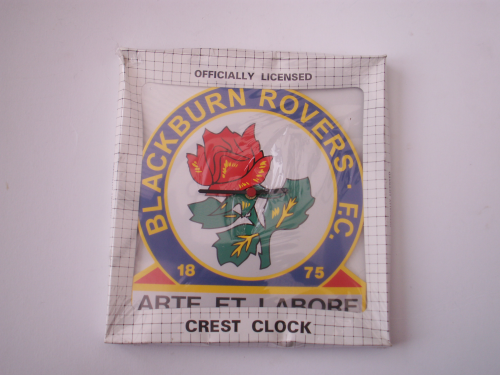 OFFICIALLY LICENSED
BLACKBURN ROVERS · F.C.
18 75
ARTE ET LABORE
CREST CLOCK